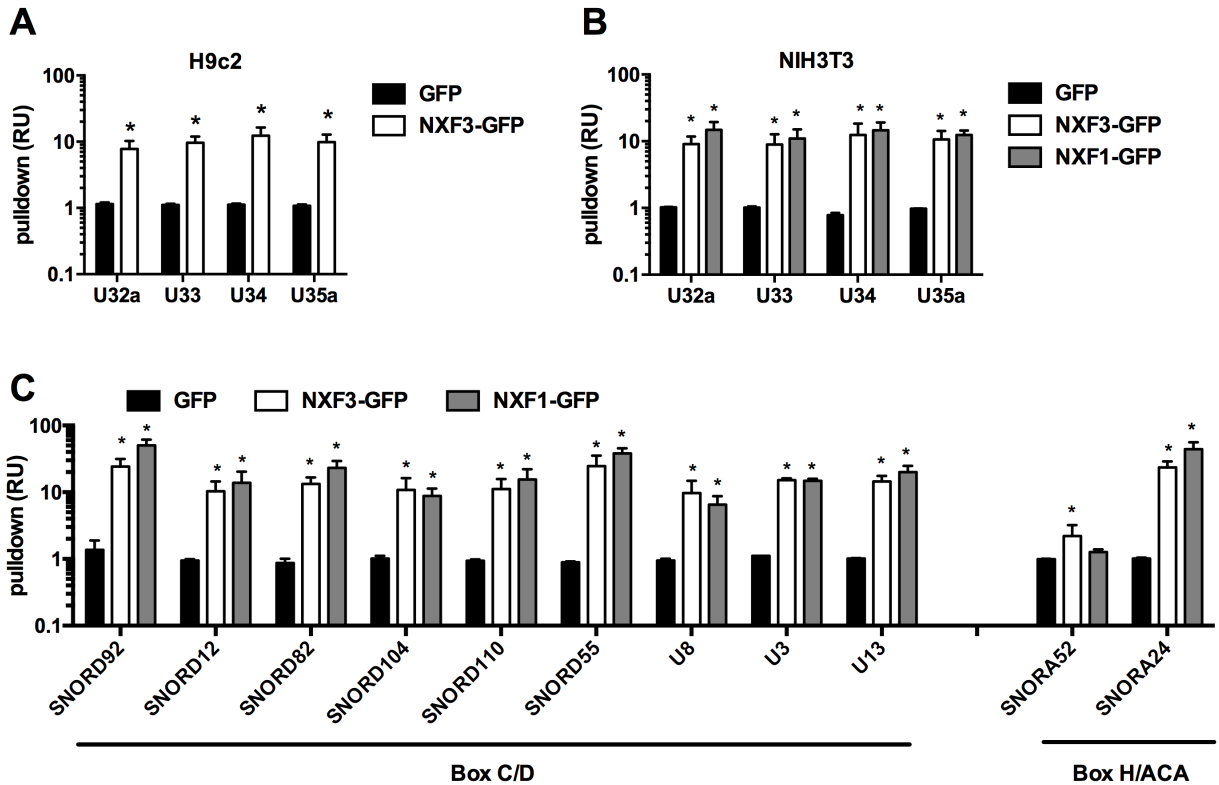 A
H9c2
pulldown (RU)
100
10
1
0.1
* * * *
U32a U33 U34 U35a
GFP
NXF3-GFP
B
NIH3T3
pulldown (RU)
100
10
1
0.1
* * * * * * * *
U32a U33 U34 U35a
GFP
NXF3-GFP
NXF1-GFP
C
GFP NXF3-GFP NXF1-GFP
pulldown (RU)
100
10
1
0.1
* * * * * * * * * * * * * * * * * * * * *
SNORD92 SNORD12 SNORD82 SNORD104 SNORD110 SNORD55 U8 U3 U13 SNORA52 SNORA24
Box C/D Box H/ACA